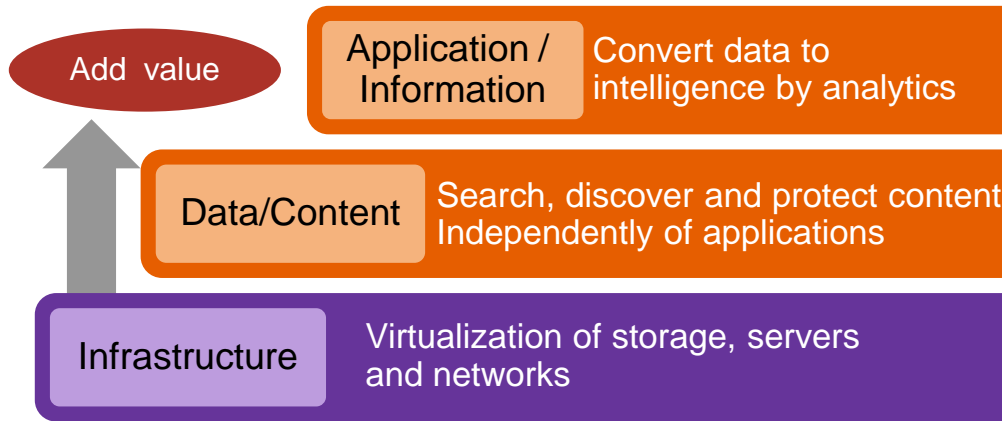 Add value
Application /
Information
Convert data to
intelligence by analytics
Data/Content
Search, discover and protect content
Independently of applications
Infrastructure
Virtualization of storage, servers
and networks